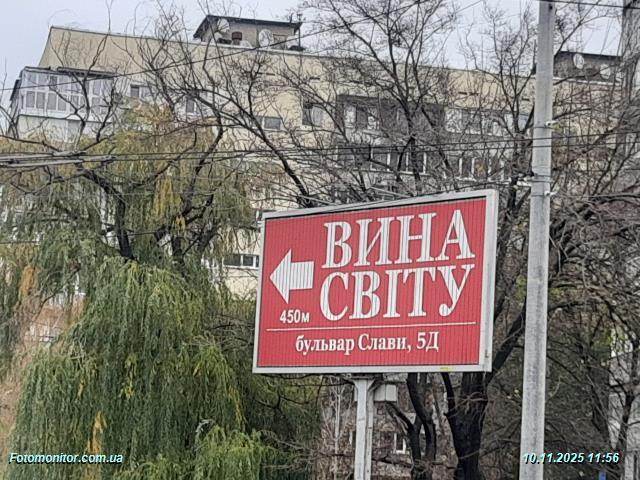 ВИНА
СВІТУ
450м
бульвар Слави, 5Д
Fotomonitor.com.ua
10.11.2025 11:56